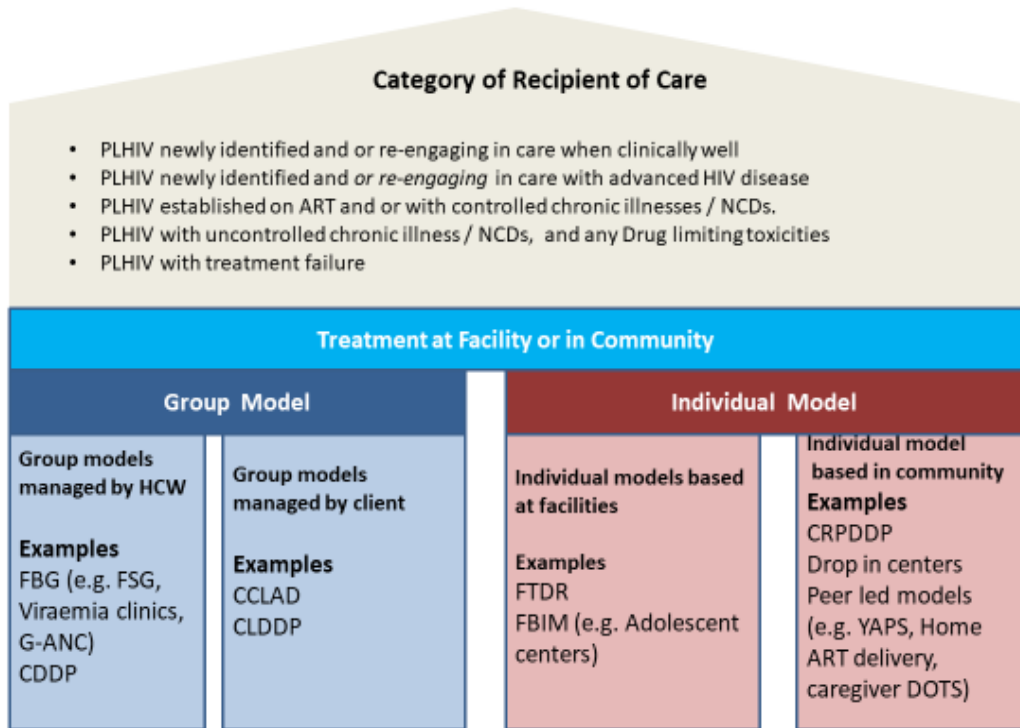 Category of Recipient of Care
• PLHIV newly identified and or re-engaging in care when clinically well
• PLHIV newly identified and or re-engaging in care with advanced HIV disease
• PLHIV established on ART and or with controlled chronic illnesses / NCDs.
• PLHIV with uncontrolled chronic illness / NCDs, and any Drug limiting toxicities
• PLHIV with treatment failure
Treatment at Facility or in Community
Group Model
Group models
managed by HCW
Examples
FBG (e.g. FSG,
Viraemia clinics,
G-ANC)
CDDP
Group models
managed by client
Examples
CCLAD
CLDDP
Individual Model
Individual models based
at facilities
Examples
FTDR
FBIM (e.g. Adolescent
centers)
Individual model
based in community
Examples
CRPDDP
Drop in centers
Peer led models
(e.g. YAPS, Home
ART delivery,
caregiver DOTS)